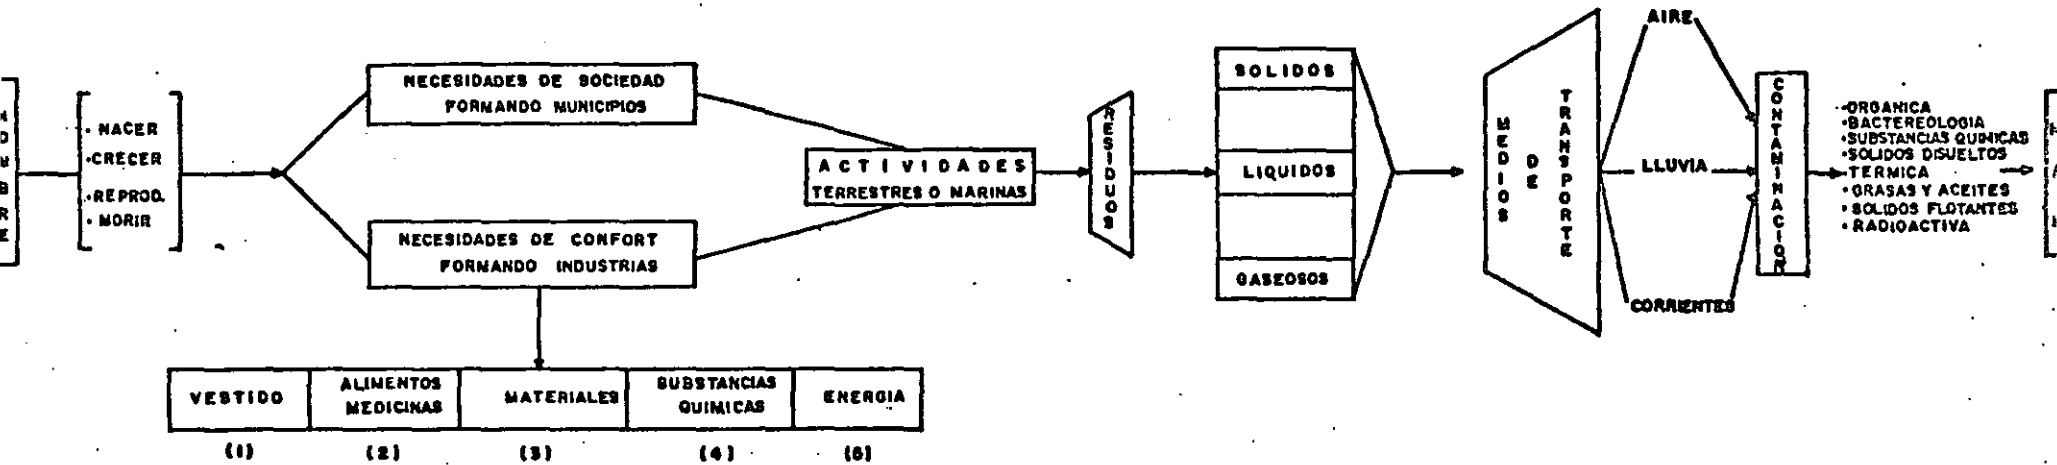 • NACER
• CRECER
• REPROD.
• MORIR
NECESIDADES DE SOCIEDAD
FORMANDO MUNICIPIOS
NECESIDADES DE CONFORT
FORMANDO INDUSTRIAS
VESTIDO
ALIMENTOS
MEDICINAS
MATERIALES
SUBSTANCIAS
QUIMICAS
ENERGIA
(1)
(2)
(3)
(4)
(5)
ACTIVIDADES
TERRESTRES O MARINAS
RESIDUOS
SOLIDOS
LIQUIDOS
GASEOSOS
MEDIOS
DE
TRANSPORTE
AIRE
LLUVIA
CORRIENTES
CONTAMINACION
• ORGANICA
• BACTEREOLOGIA
• SUBSTANCIAS QUIMICAS
• SOLIDOS DISUELTOS
• TERMICA
• GRASAS Y ACEITES
• SOLIDOS FLOTANTES
• RADIOACTIVA